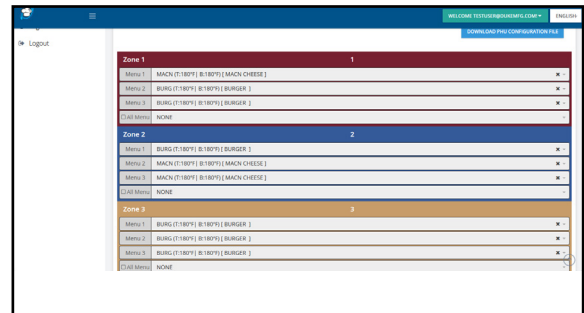 WELCOME TESTUSER@DUKEMFG.COM! ENGLISH
DOWNLOAD PHU CONFIGURATION FILE
Logout
Zone 1 1
Menu 1 MACN (T:180°F| B:180°F) [ MACN CHEESE ]
Menu 2 BURG (T:180°F| B:180°F) [ BURGER ]
Menu 3 BURG (T:180°F| B:180°F) [ BURGER ]
All Menu NONE
Zone 2 2
Menu 1 BURG (T:180°F| B:180°F) [ BURGER ]
Menu 2 MACN (T:180°F| B:180°F) [ MACN CHEESE ]
Menu 3 MACN (T:180°F| B:180°F) [ MACN CHEESE ]
All Menu NONE
Zone 3 3
Menu 1 BURG (T:180°F| B:180°F) [ BURGER ]
Menu 2 BURG (T:180°F| B:180°F) [ BURGER ]
Menu 3 BURG (T:180°F| B:180°F) [ BURGER ]
All Menu NONE